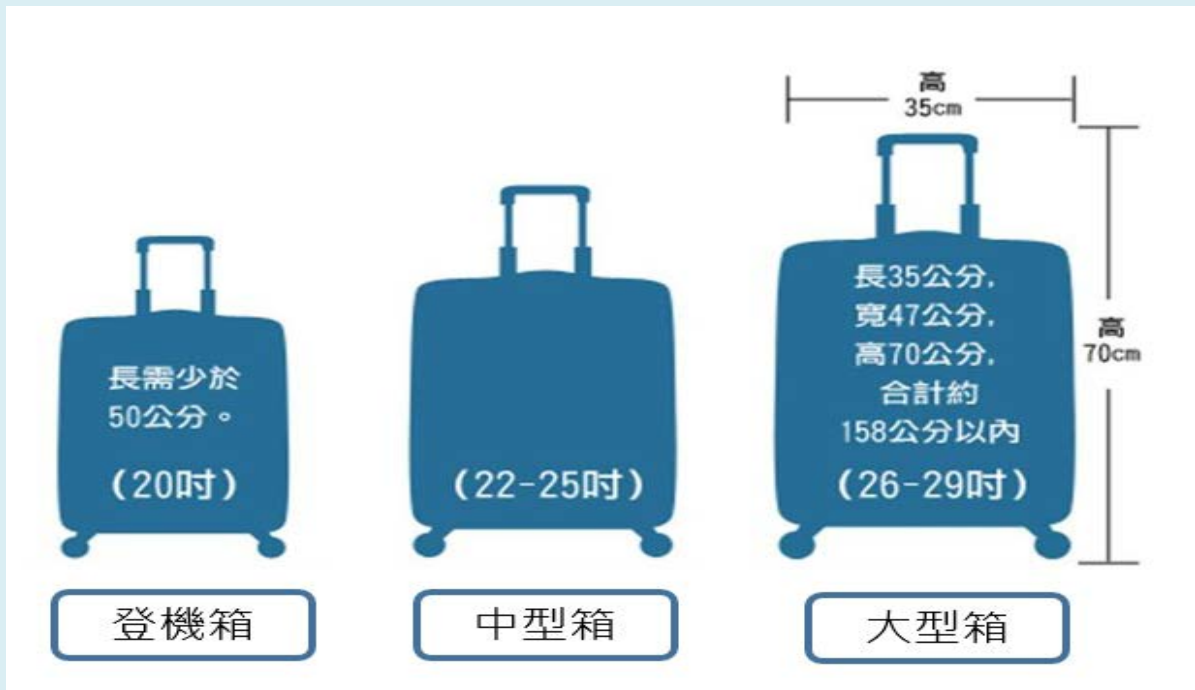 高
35cm
高
70cm
長需少於
50公分。
(20吋)
(22-25吋)
長35公分,
寬47公分,
高70公分,
合計約
158公分以內
(26-29吋)
登機箱
中型箱
大型箱